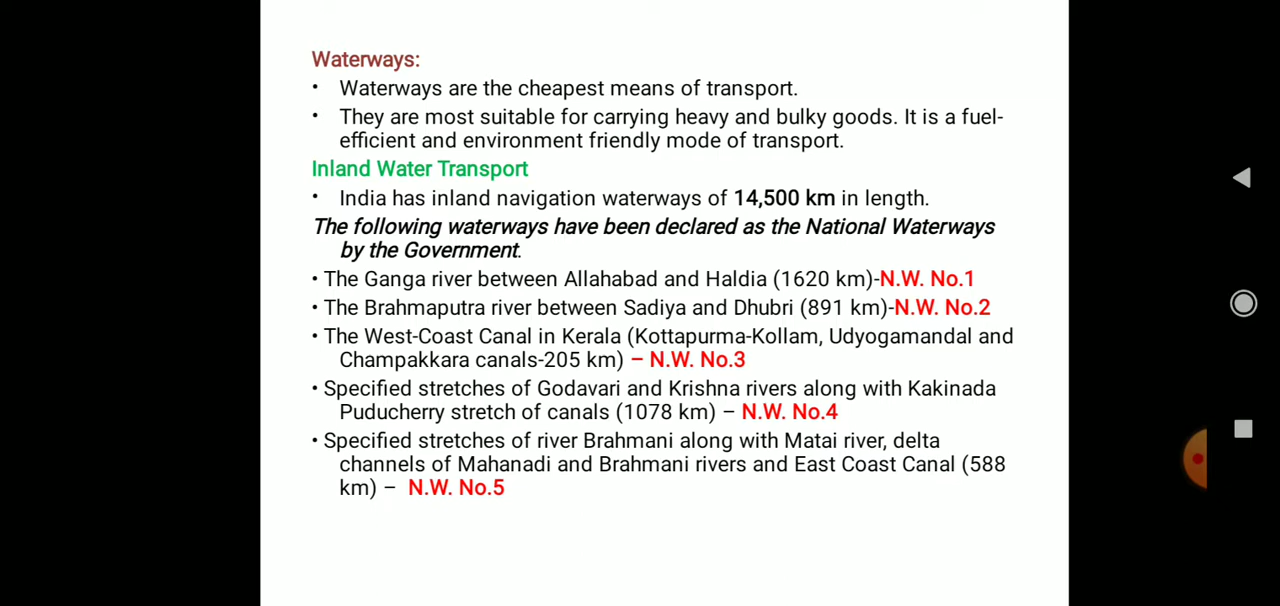 Waterways:
• Waterways are the cheapest means of transport.
• They are most suitable for carrying heavy and bulky goods. It is a fuel-
efficient and environment friendly mode of transport.
Inland Water Transport
• India has inland navigation waterways of 14,500 km in length.
The following waterways have been declared as the National Waterways
by the Government.
• The Ganga river between Allahabad and Haldia (1620 km)-N.W. No.1
• The Brahmaputra river between Sadiya and Dhubri (891 km)-N.W. No.2
• The West-Coast Canal in Kerala (Kottapurma-Kollam, Udyogamandal and
Champakkara canals-205 km) – N.W. No.3
• Specified stretches of Godavari and Krishna rivers along with Kakinada
Puducherry stretch of canals (1078 km) – N.W. No.4
• Specified stretches of river Brahmani along with Matai river, delta
channels of Mahanadi and Brahmani rivers and East Coast Canal (588
km) – N.W. No.5